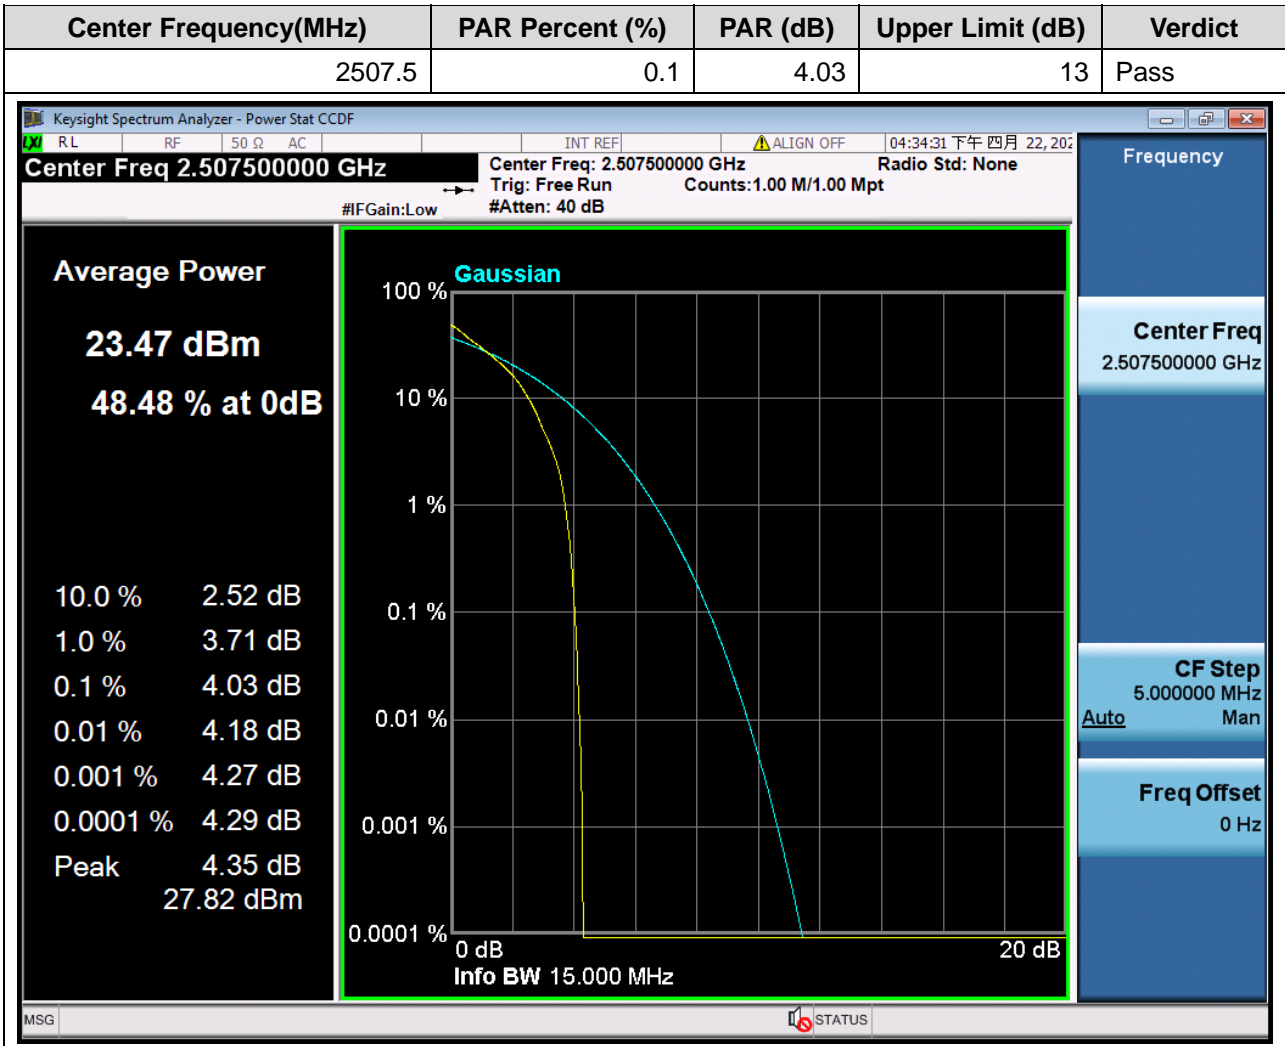 Center Frequency(MHz) PAR Percent (%) PAR (dB) Upper Limit (dB) Verdict
2507.5 0.1 4.03 13 Pass
Keysight Spectrum Analyzer - Power Stat CCDF
LXI RL RF 50 Ω AC INT REF ALIGN OFF 04:34:31 下午 四月 22, 202
Center Freq 2.507500000 GHz
Center Freq: 2.507500000 GHz Radio Std: None
Trig: Free Run Counts:1.00 M/1.00 Mpt
#IFGain:Low #Atten: 40 dB
Average Power
23.47 dBm
48.48 % at 0dB
10.0 % 2.52 dB
1.0 % 3.71 dB
0.1 % 4.03 dB
0.01 % 4.18 dB
0.001 % 4.27 dB
0.0001 % 4.29 dB
Peak 4.35 dB
27.82 dBm
Gaussian
100 %
10 %
1 %
0.1 %
0.01 %
0.001 %
0.0001 %
0 dB 20 dB
Info BW 15.000 MHz
Frequency
Center Freq
2.507500000 GHz
CF Step
5.000000 MHz
Auto Man
Freq Offset
0 Hz
MSG STATUS